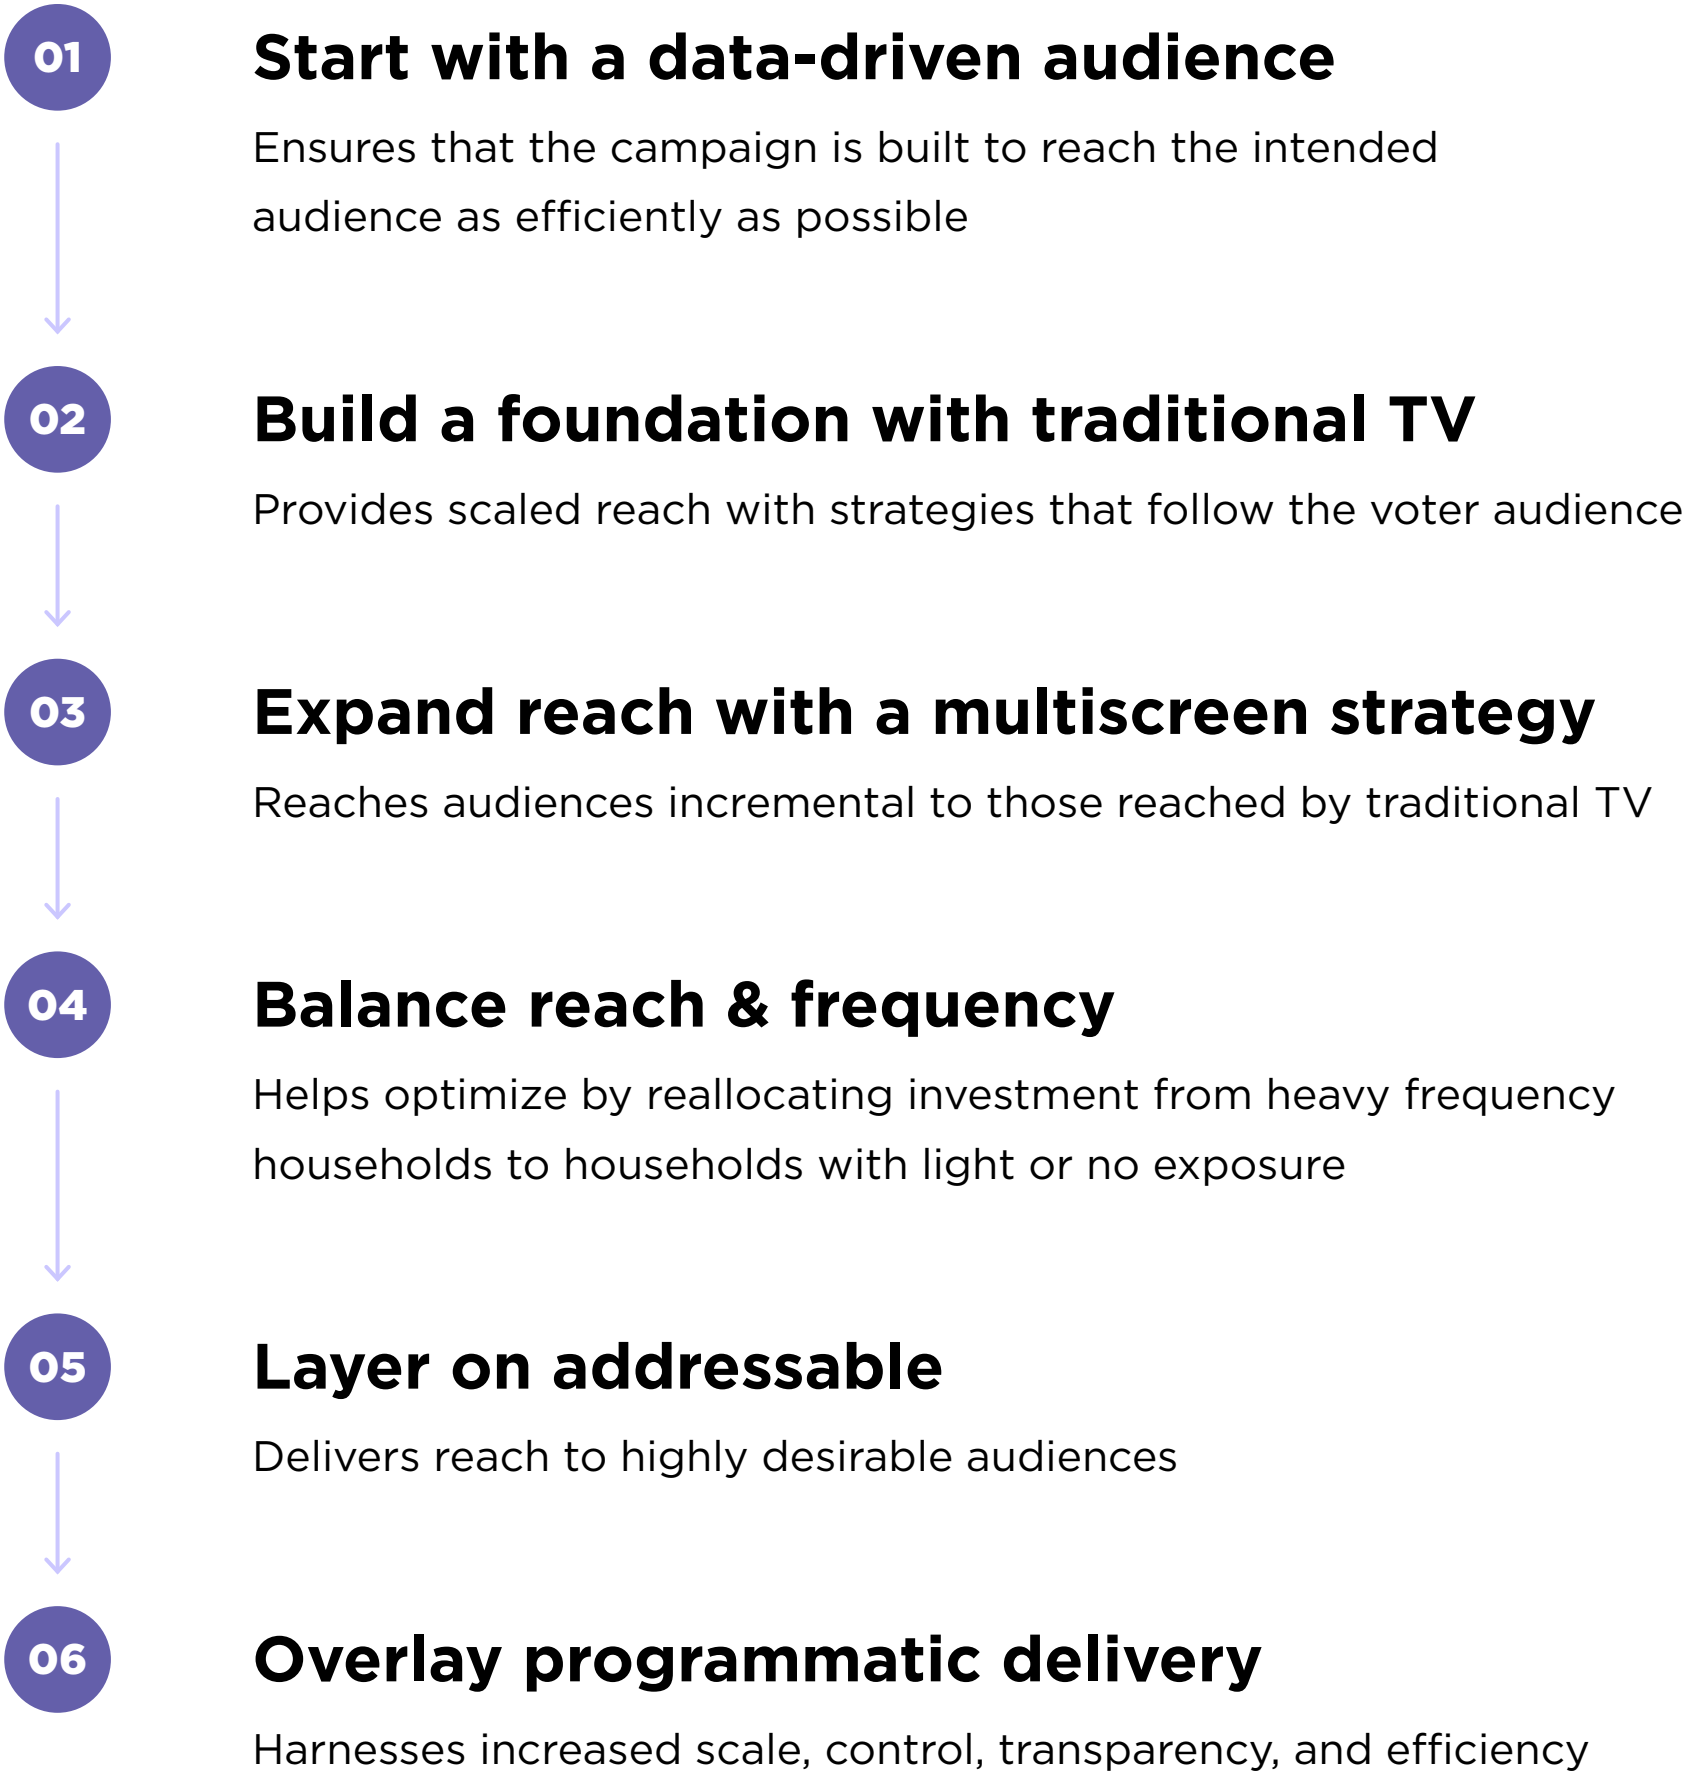 01
Start with a data-driven audience
Ensures that the campaign is built to reach the intended
audience as efficiently as possible
02
Build a foundation with traditional TV
Provides scaled reach with strategies that follow the voter audience
03
Expand reach with a multiscreen strategy
Reaches audiences incremental to those reached by traditional TV
04
Balance reach & frequency
Helps optimize by reallocating investment from heavy frequency
households to households with light or no exposure
05
Layer on addressable
Delivers reach to highly desirable audiences
06
Overlay programmatic delivery
Harnesses increased scale, control, transparency, and efficiency